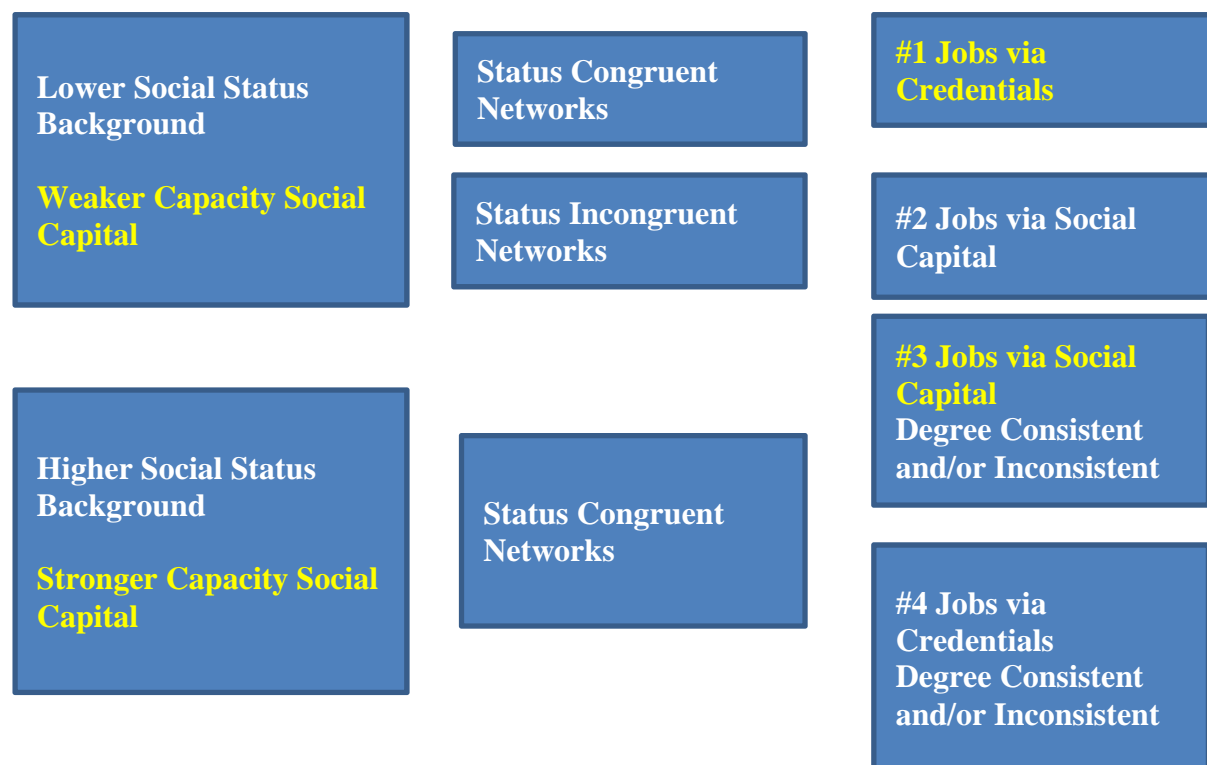 Lower Social Status
Background
Weaker Capacity Social
Capital
Status Congruent
Networks
Status Incongruent
Networks
#1 Jobs via
Credentials
#2 Jobs via Social
Capital
Higher Social Status
Background
Stronger Capacity Social
Capital
Status Congruent
Networks
#3 Jobs via Social
Capital
Degree Consistent
and/or Inconsistent
#4 Jobs via
Credentials
Degree Consistent
and/or Inconsistent